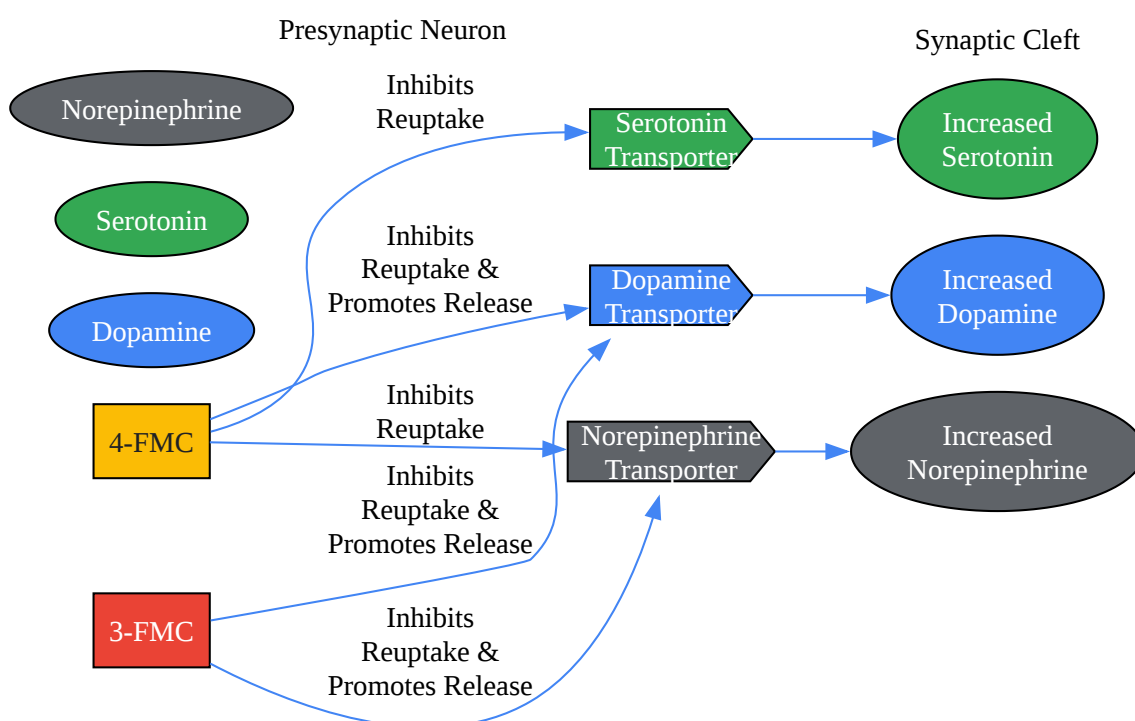 Presynaptic Neuron
Synaptic Cleft
Norepinephrine
Serotonin
Dopamine
4-FMC
3-FMC
Inhibits
Reuptake
Inhibits
Reuptake &
Promotes Release
Inhibits
Reuptake
Inhibits
Reuptake &
Promotes Release
Inhibits
Reuptake &
Promotes Release
Serotonin
Transporter
Dopamine
Transporter
Norepinephrine
Transporter
Increased
Serotonin
Increased
Dopamine
Increased
Norepinephrine